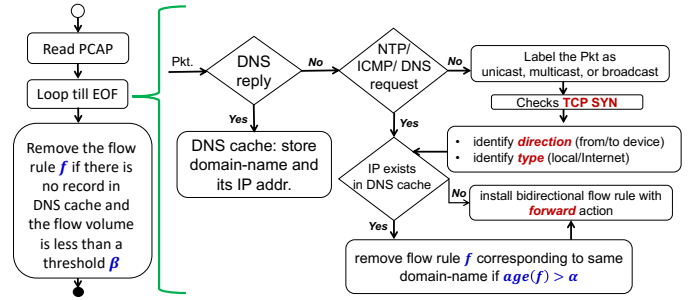 Read PCAP
Loop till EOF
Remove the flow
rule f if there is
no record in
DNS cache and
the flow volume
is less than a
threshold β
Pkt.
DNS
reply
No
Yes
DNS cache: store
domain-name and
its IP addr.
NTP/
ICMP/ DNS
request
No
Yes
Label the Pkt as
unicast, multicast, or broadcast
Checks TCP SYN
• identify direction (from/to device)
• identify type (local/Internet)
IP exists
in DNS cache
No
Yes
install bidirectional flow rule with
forward action
remove flow rule f corresponding to same
domain-name if age(f) > α